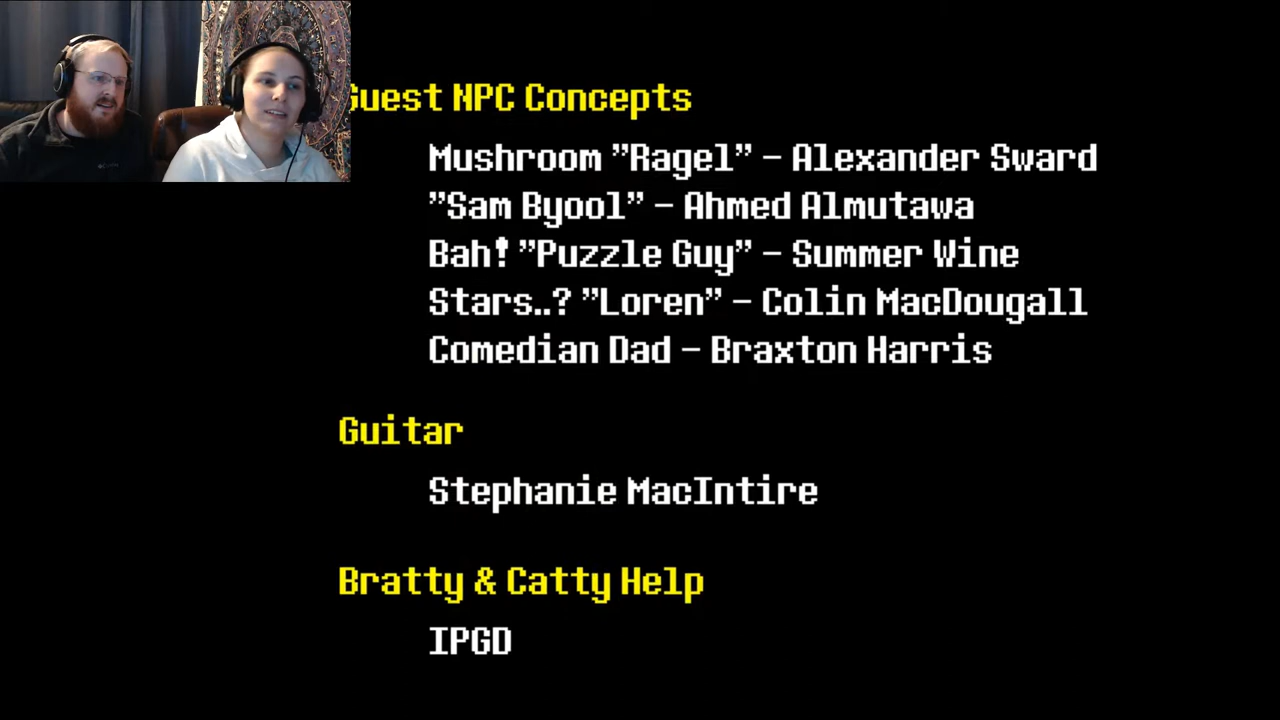 Guest NPC Concepts
Mushroom "Ragel" – Alexander Sward
"Sam Byool" – Ahmed Almutawa
Bah! "Puzzle Guy" – Summer Wine
Stars..? "Loren" – Colin MacDougall
Comedian Dad – Braxton Harris
Guitar
Stephanie MacIntire
Bratty & Catty Help
IPGD